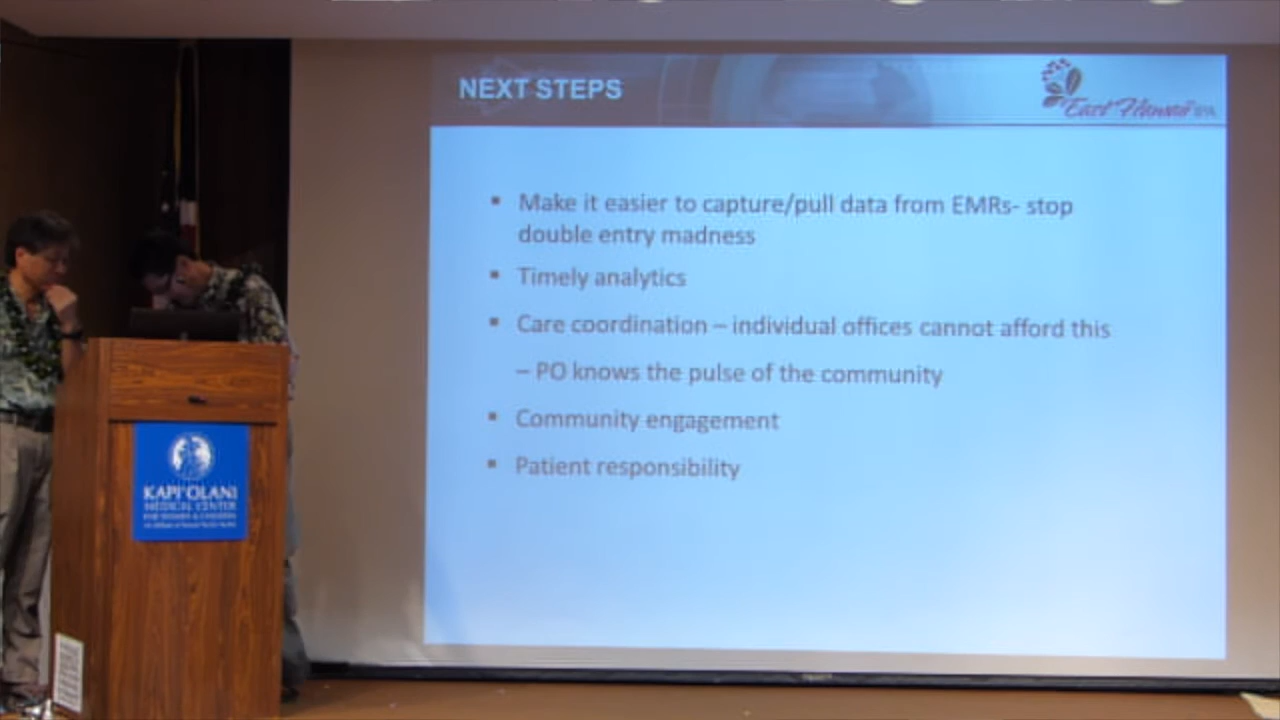 NEXT STEPS
East Hawaii IPA
▪ Make it easier to capture/pull data from EMRs- stop
double entry madness
▪ Timely analytics
▪ Care coordination – individual offices cannot afford this
– PO knows the pulse of the community
▪ Community engagement
▪ Patient responsibility
KAPI'OLANI
MEDICAL CENTER
FOR WOMEN & CHILDREN